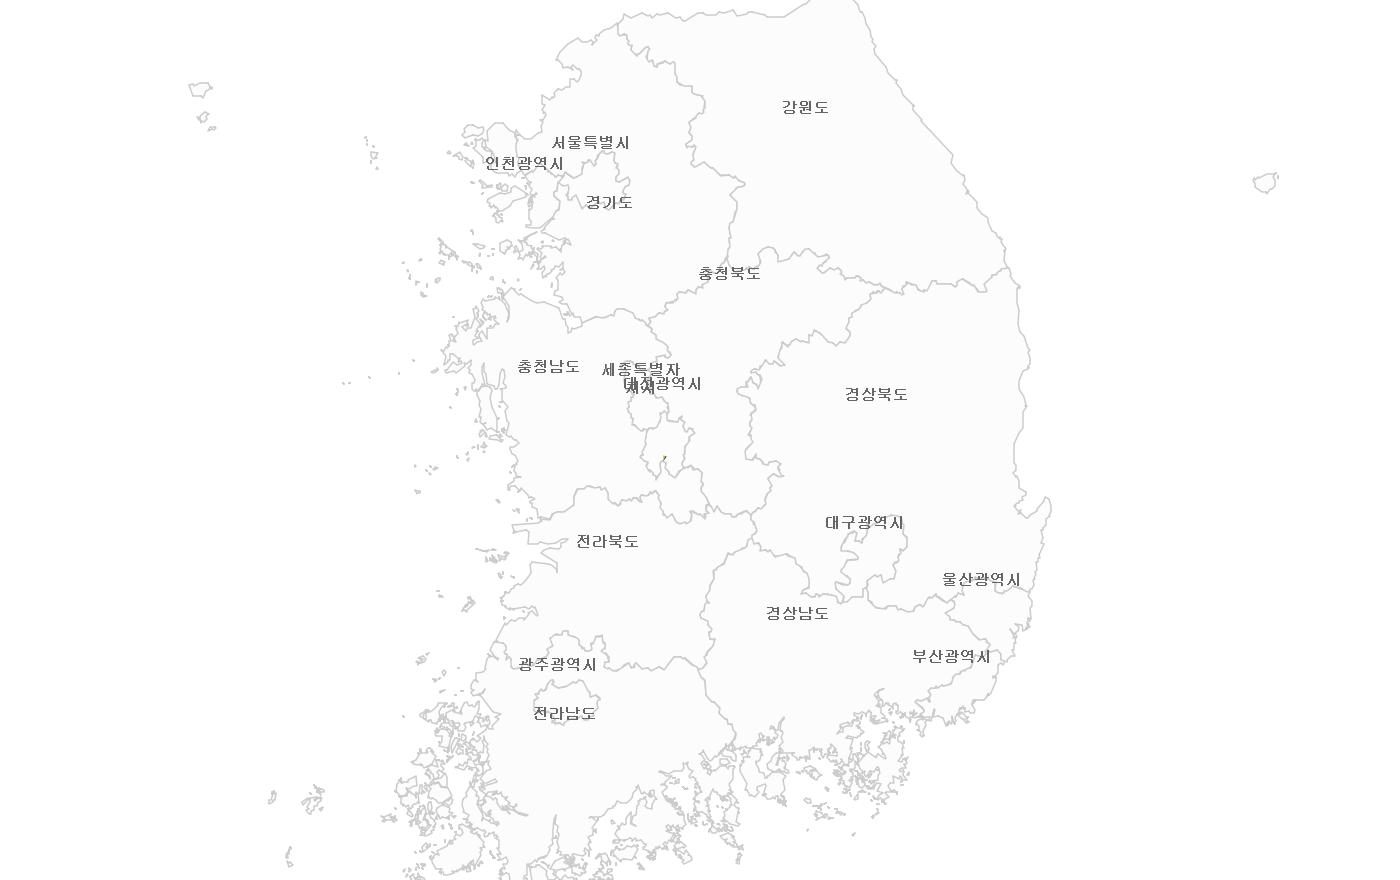 강원도
서울특별시
인천광역시
경기도
충청북도
충청남도
세종특별자
치시
대전광역시
경상북도
대구광역시
전라북도
울산광역시
경상남도
부산광역시
광주광역시
전라남도